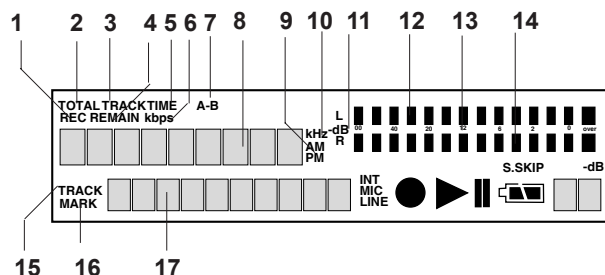 1 2 3 4 5 6 7 8 9 10 11 12 13 14
TOTAL TRACK TIME A-B
REC REMAIN kbps
kHz
AM
PM
-dB
L
R
00 40 20 12 6 2 0 over
S.SKIP
-dB
TRACK
MARK
INT
MIC
LINE
15 16 17